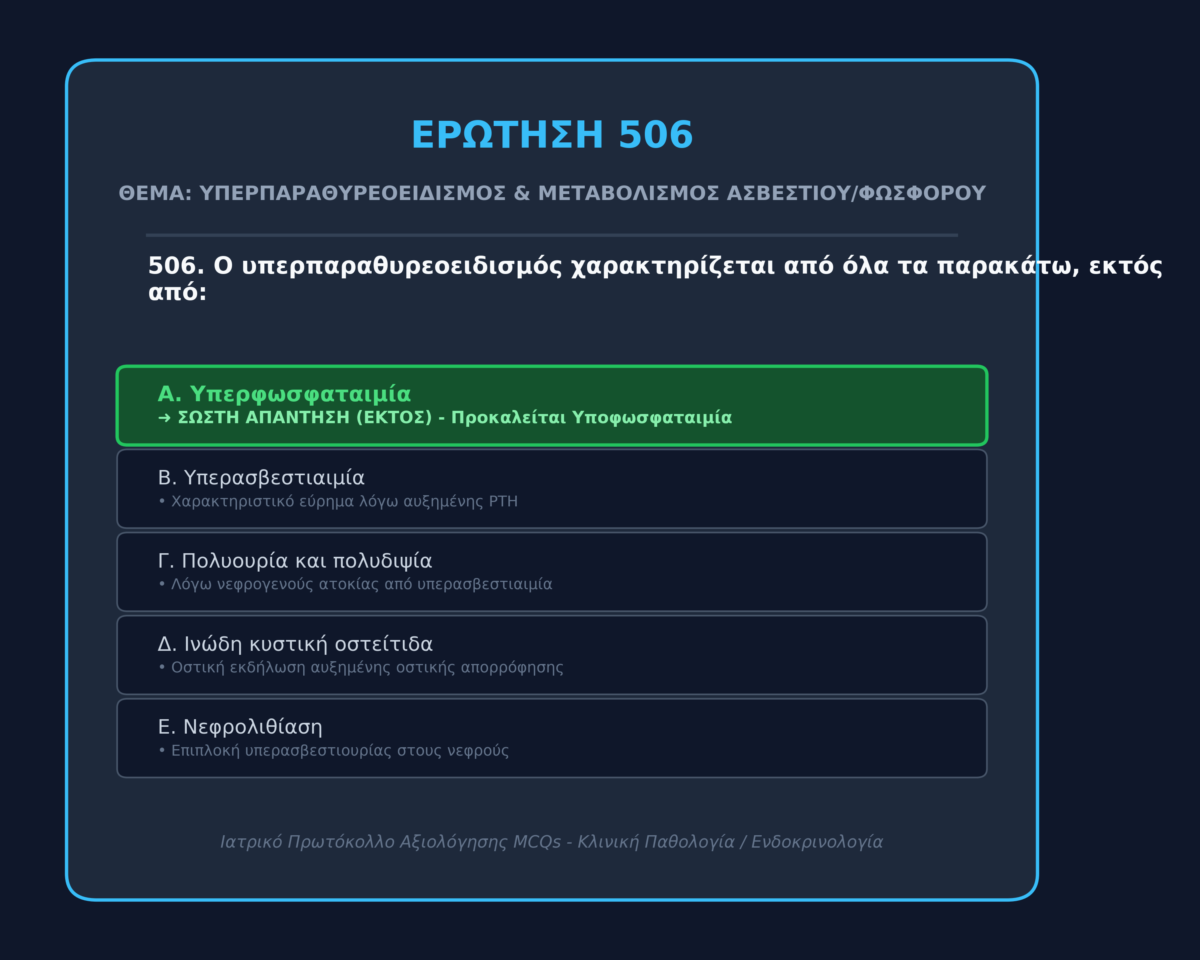 ΕΡΩΤΗΣΗ 506
ΘΕΜΑ: ΥΠΕΡΠΑΡΑΘΥΡΕΟΕΙΔΙΣΜΟΣ & ΜΕΤΑΒΟΛΙΣΜΟΣ ΑΣΒΕΣΤΙΟΥ/ΦΩΣΦΟΡΟΥ
506. Ο υπερπαραθυρεοειδισμός χαρακτηρίζεται από όλα τα παρακάτω, εκτός
από:
Α. Υπερφωσφαταιμία
→ ΣΩΣΤΗ ΑΠΑΝΤΗΣΗ (ΕΚΤΟΣ) - Προκαλείται Υποφωσφαταιμία
Β. Υπερασβεστιαιμία
• Χαρακτηριστικό εύρημα λόγω αυξημένης PTH
Γ. Πολυουρία και πολυδιψία
• Λόγω νεφρογενούς ατοκίας από υπερασβεστιαιμία
Δ. Ινώδη κυστική οστείτιδα
• Οστική εκδήλωση αυξημένης οστικής απορρόφησης
Ε. Νεφρολιθίαση
• Επιπλοκή υπερασβεστιουρίας στους νεφρούς
Ιατρικό Πρωτόκολλο Αξιολόγησης MCQs - Κλινική Παθολογία / Ενδοκρινολογία